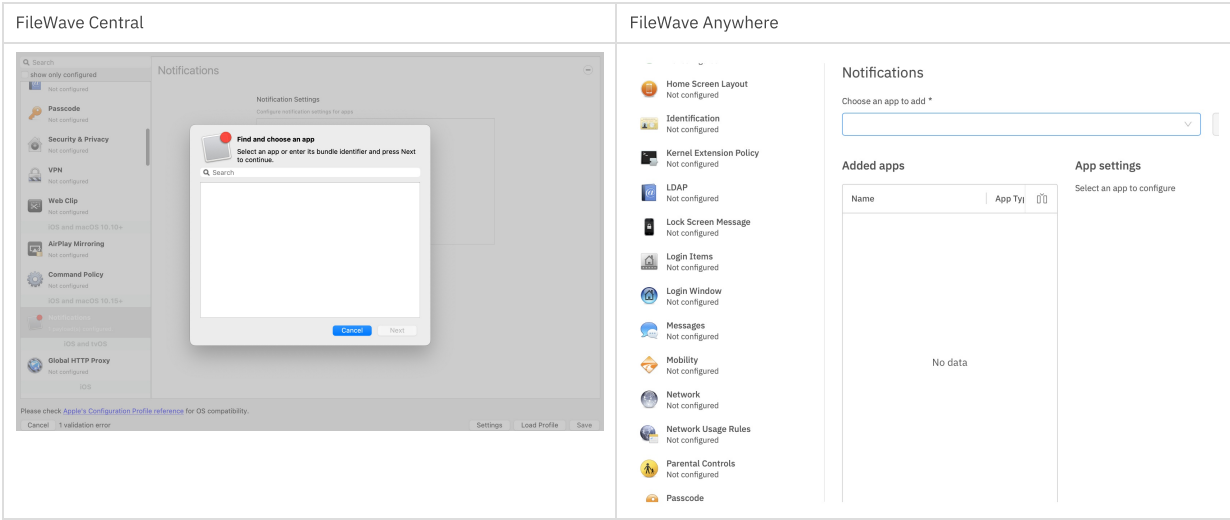 FileWave Central
FileWave Anywhere
Search
show only configured
Not configured
Passcode
Not configured
Security & Privacy
Not configured
VPN
Not configured
Web Clip
Not configured
iOS and macOS 10.10+
AirPlay Mirroring
Not configured
Command Policy
Not configured
iOS and macOS 10.15+
Notifications
iOS and tvOS
Global HTTP Proxy
Not configured
iOS
Notifications
Notification Settings
Configure notification settings for apps
Find and choose an app
Select an app or enter its bundle identifier and press Next
to continue.
Search
Cancel
Next
Please check Apple's Configuration Profile reference for OS compatibility.
Cancel
1 validation error
Settings
Load Profile
Save
Home Screen Layout
Not configured
Identification
Not configured
Kernel Extension Policy
Not configured
LDAP
Not configured
Lock Screen Message
Not configured
Login Items
Not configured
Login Window
Not configured
Messages
Not configured
Mobility
Not configured
Network
Not configured
Network Usage Rules
Not configured
Parental Controls
Not configured
Passcode
Notifications
Choose an app to add *
Added apps
Name
App Typ
No data
App settings
Select an app to configure